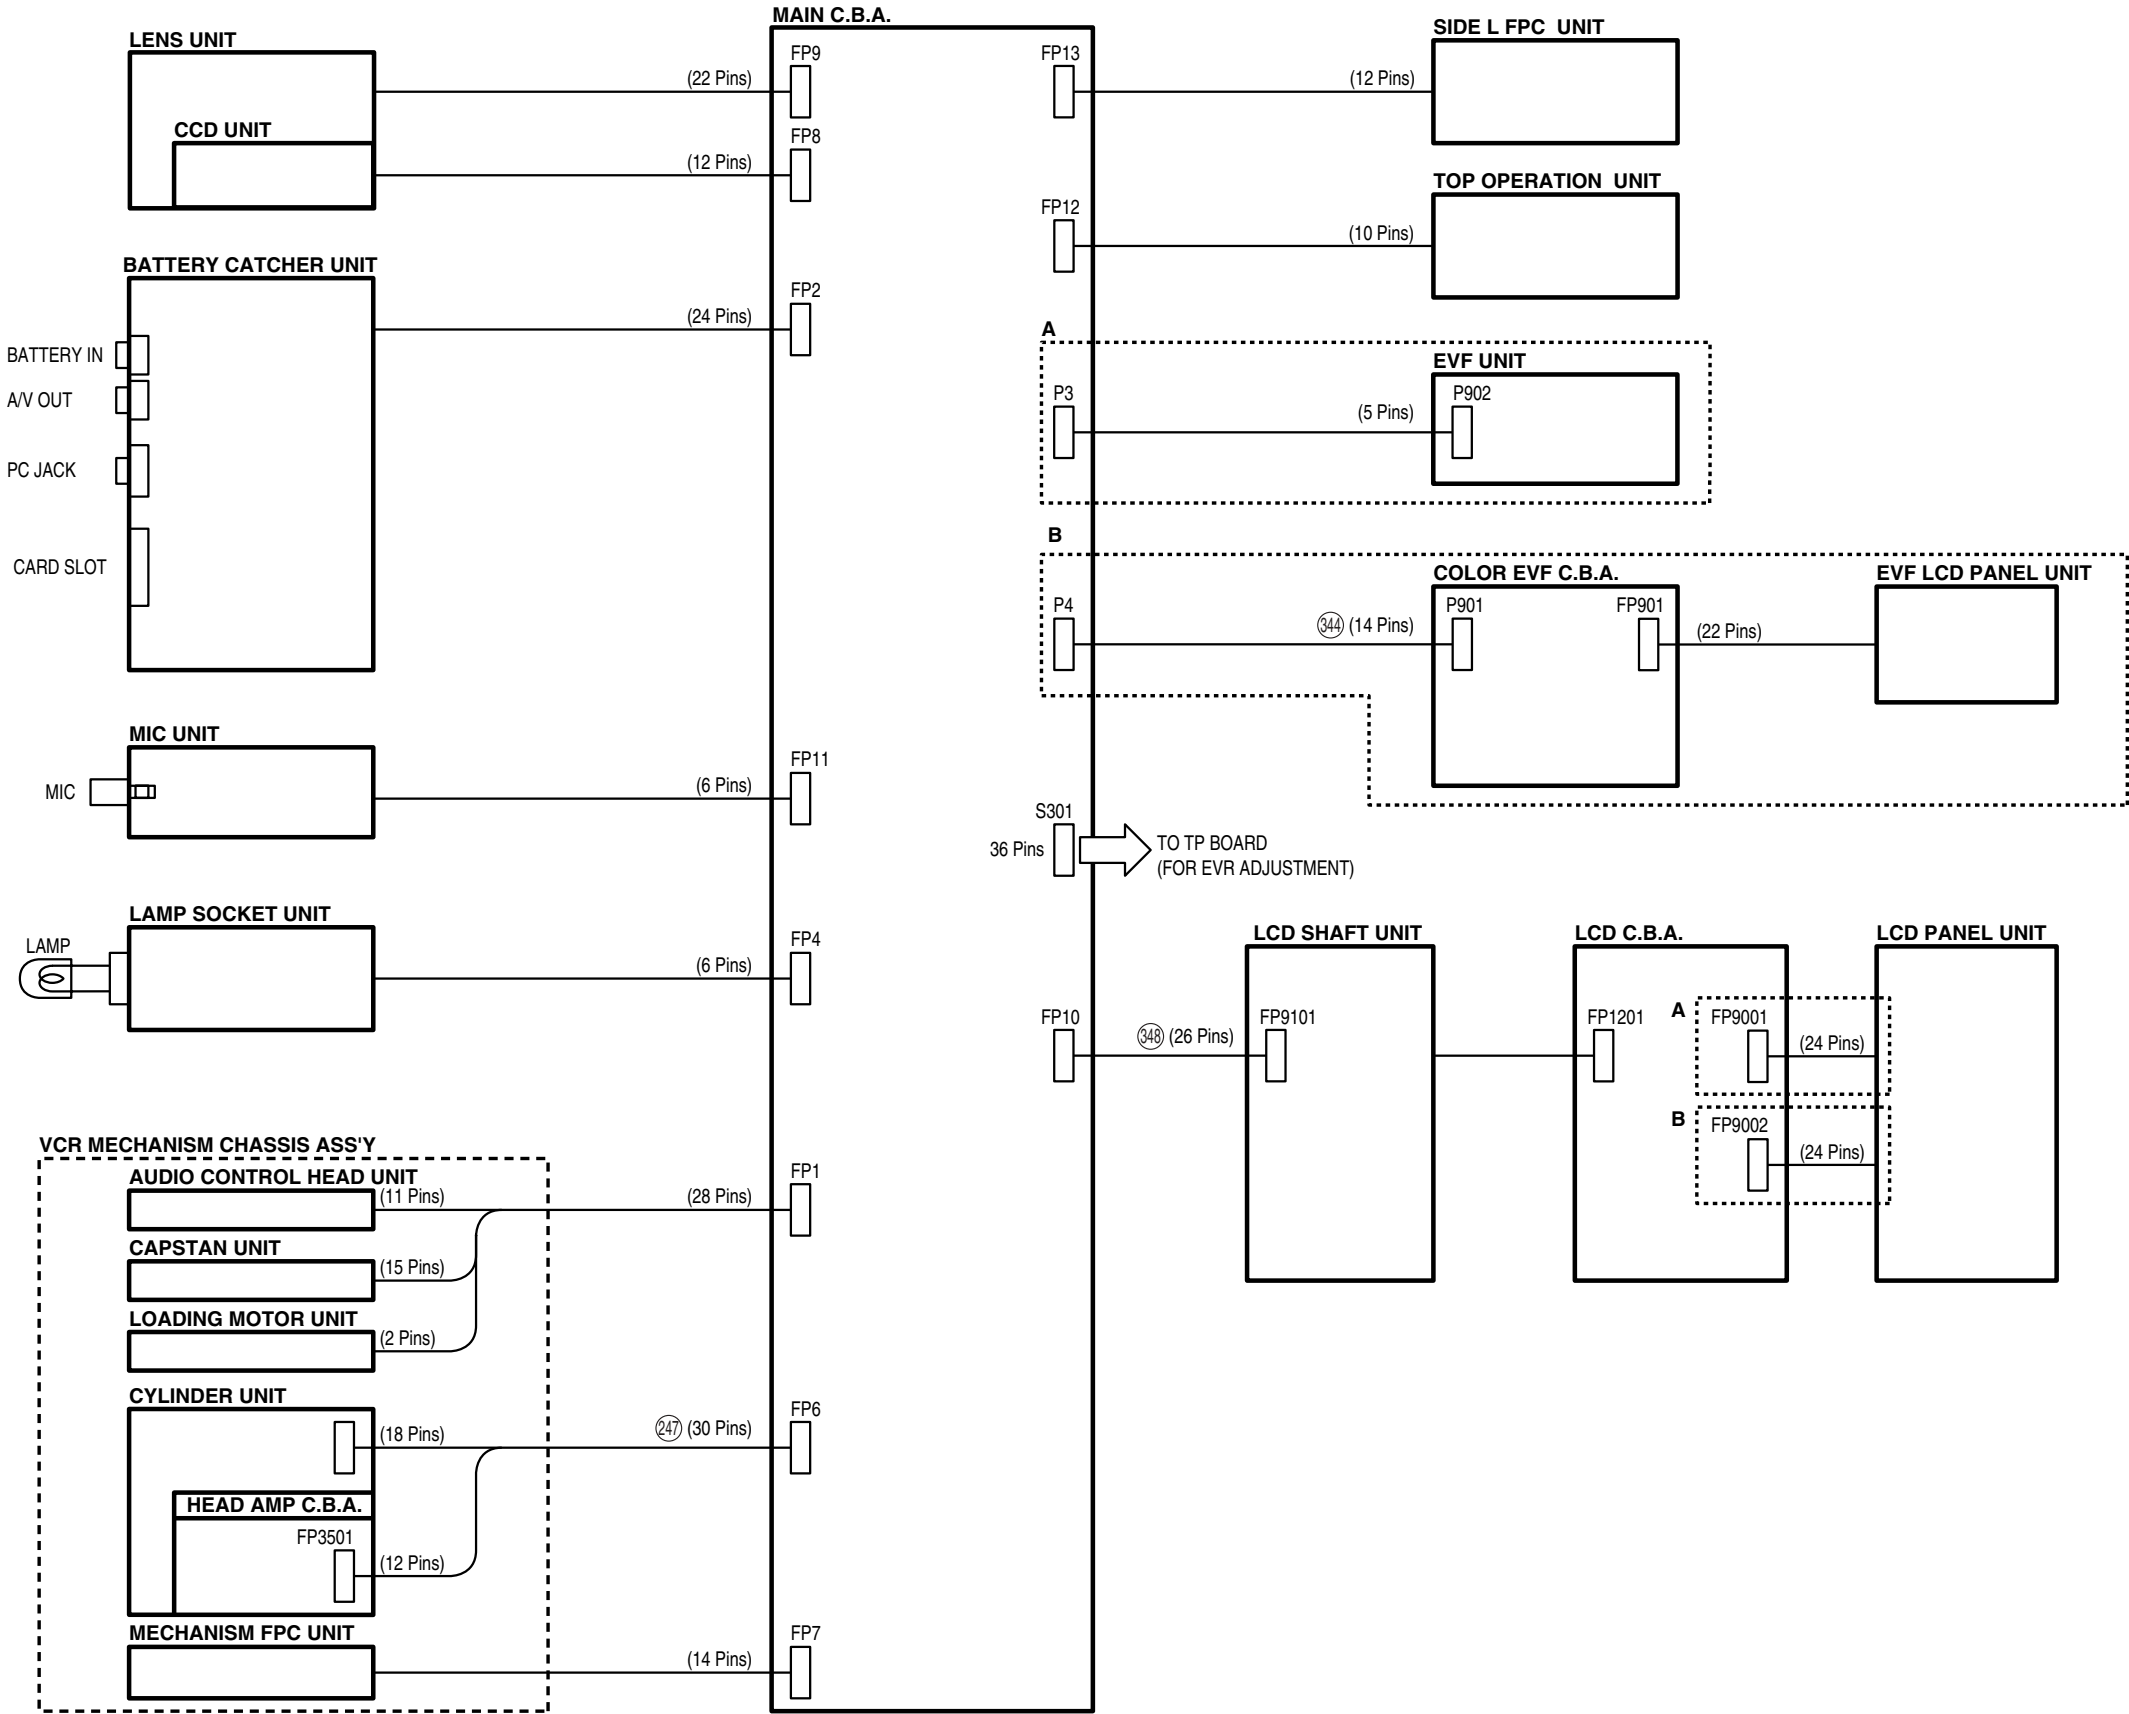 MAIN C.B.A.
LENS UNIT
FP9
(22 Pins)
CCD UNIT
FP8
(12 Pins)
BATTERY CATCHER UNIT
FP2
(24 Pins)
BATTERY IN
A/V OUT
PC JACK
CARD SLOT
MIC UNIT
FP11
MIC
(6 Pins)
LAMP SOCKET UNIT
LAMP
FP4
(6 Pins)
VCR MECHANISM CHASSIS ASS'Y
AUDIO CONTROL HEAD UNIT
(11 Pins)
(28 Pins)
FP1
CAPSTAN UNIT
(15 Pins)
LOADING MOTOR UNIT
(2 Pins)
CYLINDER UNIT
(18 Pins)
247 (30 Pins)
FP6
HEAD AMP C.B.A.
FP3501
(12 Pins)
MECHANISM FPC UNIT
(14 Pins)
FP7
SIDE L FPC UNIT
FP13
(12 Pins)
TOP OPERATION UNIT
FP12
(10 Pins)
A
EVF UNIT
P3
(5 Pins)
P902
B
COLOR EVF C.B.A.
EVF LCD PANEL UNIT
P4
344 (14 Pins)
P901
FP901
(22 Pins)
S301
36 Pins
TO TP BOARD
(FOR EVR ADJUSTMENT)
LCD SHAFT UNIT
LCD C.B.A.
LCD PANEL UNIT
FP10
348 (26 Pins)
FP9101
FP1201
A
FP9001
(24 Pins)
B
FP9002
(24 Pins)